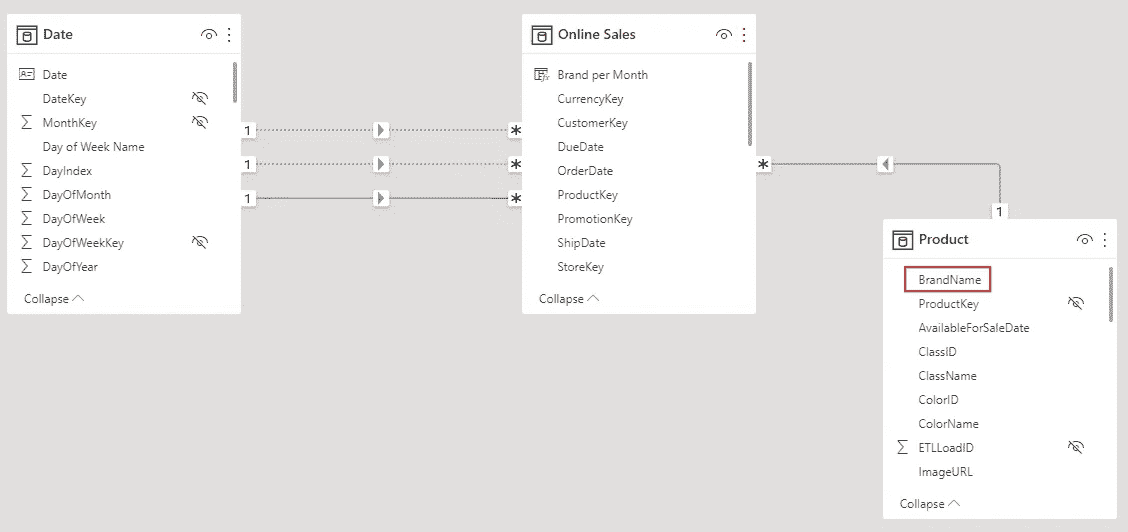 Date
Date
DateKey
MonthKey
Day of Week Name
DayIndex
DayOfMonth
DayOfWeek
DayOfWeekKey
DayOfYear
Collapse
1
*
1
*
1
*
Online Sales
Brand per Month
CurrencyKey
CustomerKey
DueDate
OrderDate
ProductKey
PromotionKey
ShipDate
StoreKey
Collapse
*
1
Product
BrandName
ProductKey
AvailableForSaleDate
ClassID
ClassName
ColorID
ColorName
ETLLoadID
ImageURL
Collapse